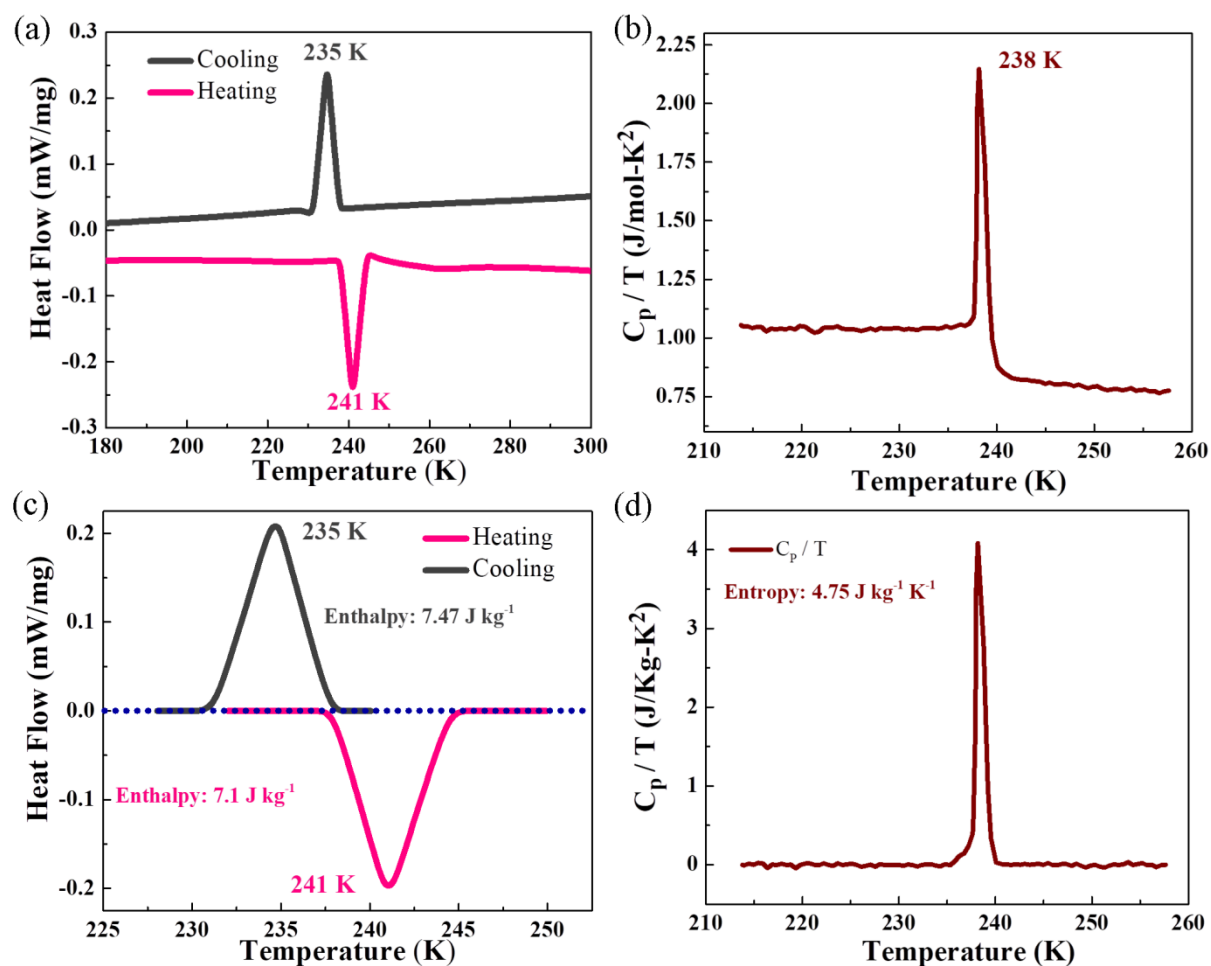 (a)
0.3
0.2
0.1
0.0
-0.1
-0.2
-0.3
Heat Flow (mW/mg)
Cooling
Heating
235 K
241 K
180 200 220 240 260 280 300
Temperature (K)
(b)
2.25
2.00
1.75
1.50
1.25
1.00
0.75
Cp / T (J/mol-K²)
238 K
210 220 230 240 250 260
Temperature (K)
(c)
0.2
0.1
0.0
-0.1
-0.2
Heat Flow (mW/mg)
235 K
Heating
Cooling
Enthalpy: 7.47 J kg⁻¹
Enthalpy: 7.1 J kg⁻¹
241 K
225 230 235 240 245 250
Temperature (K)
(d)
4
3
2
1
0
Cp / T (J/Kg-K²)
CP / T
Entropy: 4.75 J kg⁻¹ K⁻¹
210 220 230 240 250 260
Temperature (K)